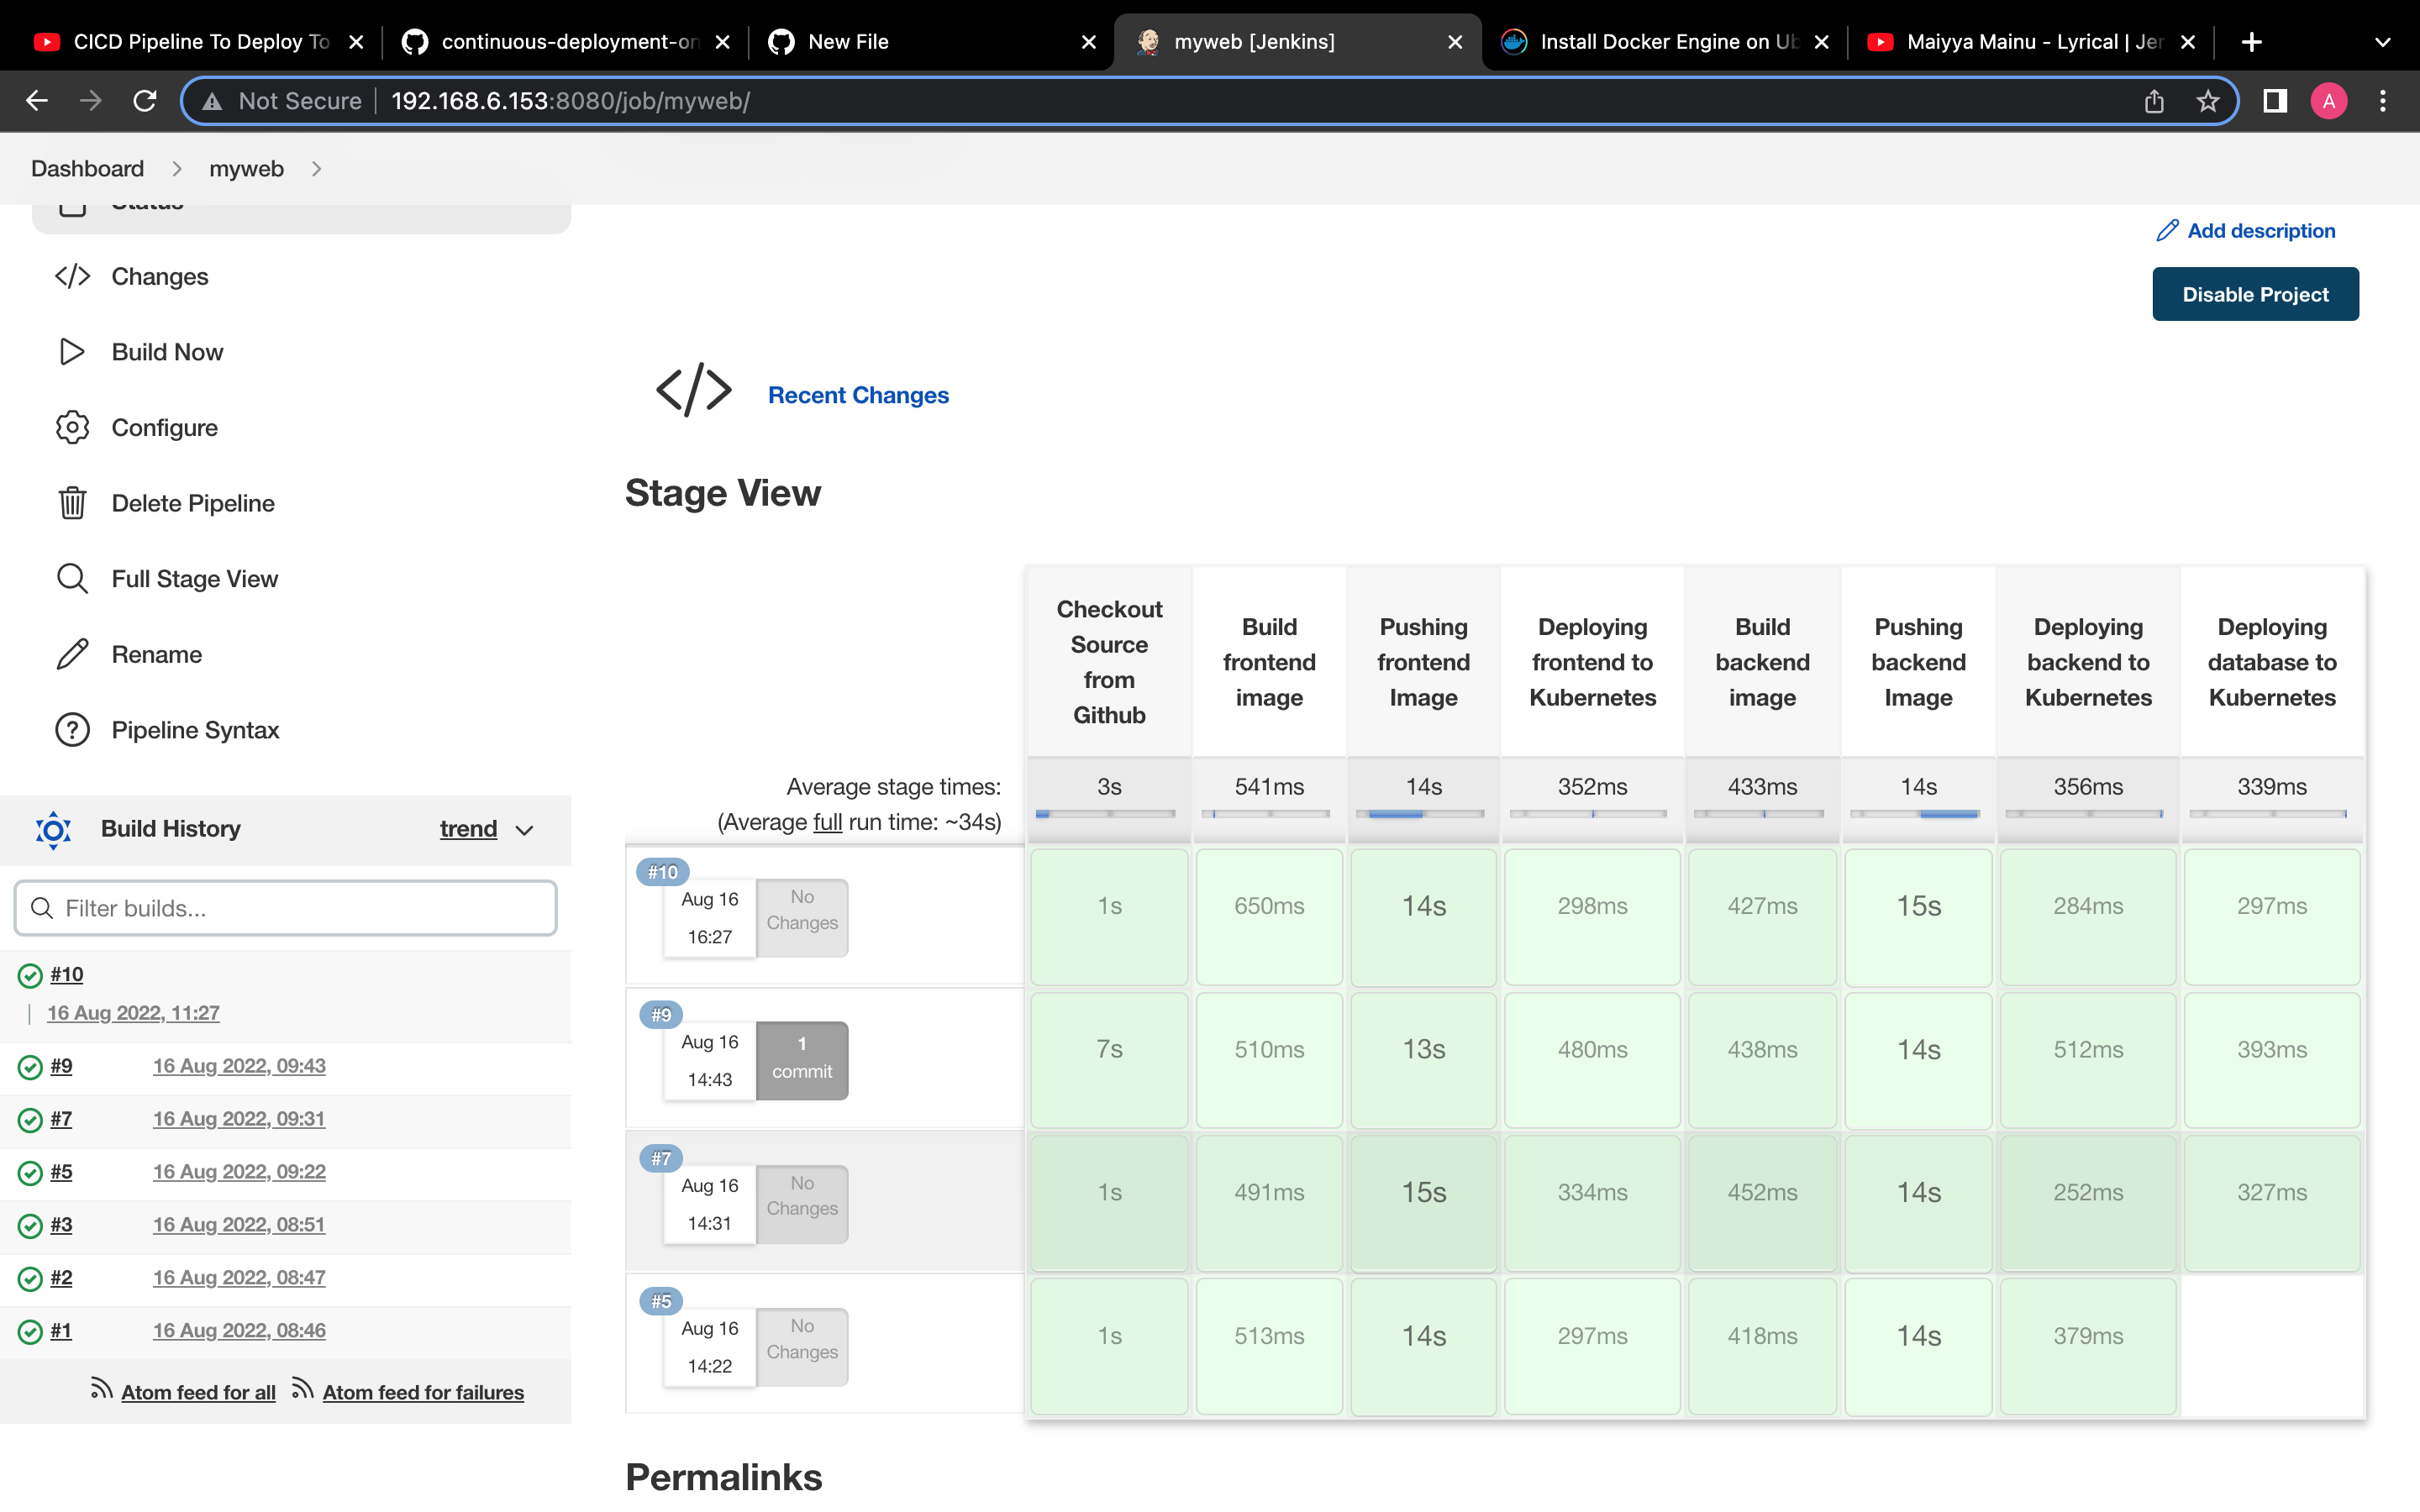 CICD Pipeline To Deploy To
continuous-deployment-on
New File
myweb [Jenkins]
Install Docker Engine on Ub
Maiyya Mainu - Lyrical | Jer
Not Secure
192.168.6.153:8080/job/myweb/
A
Dashboard
myweb
Status
Changes
Build Now
Configure
Delete Pipeline
Full Stage View
Rename
Pipeline Syntax
Build History
trend
Filter builds...
#10
16 Aug 2022, 11:27
#9 16 Aug 2022, 09:43
#7 16 Aug 2022, 09:31
#5 16 Aug 2022, 09:22
#3 16 Aug 2022, 08:51
#2 16 Aug 2022, 08:47
#1 16 Aug 2022, 08:46
Atom feed for all Atom feed for failures
Add description
Disable Project
Recent Changes
Stage View
Checkout
Source
from
Github
Build
frontend
image
Pushing
frontend
Image
Deploying
frontend to
Kubernetes
Build
backend
image
Pushing
backend
Image
Deploying
backend to
Kubernetes
Deploying
database to
Kubernetes
Average stage times:
(Average full run time: ~34s)
3s 541ms 14s 352ms 433ms 14s 356ms 339ms
#10
Aug 16
16:27
No
Changes
1s 650ms 14s 298ms 427ms 15s 284ms 297ms
#9
Aug 16
14:43
1
commit
7s 510ms 13s 480ms 438ms 14s 512ms 393ms
#7
Aug 16
14:31
No
Changes
1s 491ms 15s 334ms 452ms 14s 252ms 327ms
#5
Aug 16
14:22
No
Changes
1s 513ms 14s 297ms 418ms 14s 379ms
Permalinks